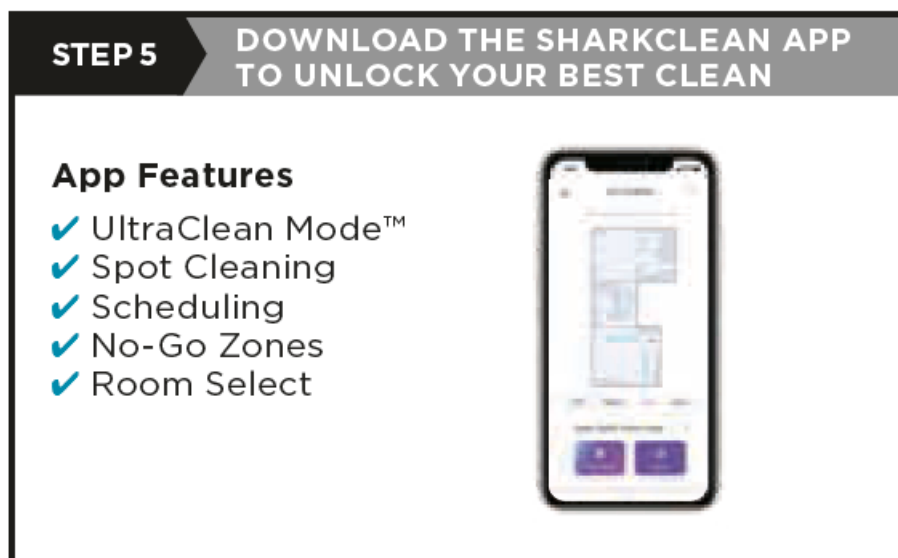 STEP 5
DOWNLOAD THE SHARKCLEAN APP
TO UNLOCK YOUR BEST CLEAN
App Features
✔ UltraClean Mode™
✔ Spot Cleaning
✔ Scheduling
✔ No-Go Zones
✔ Room Select